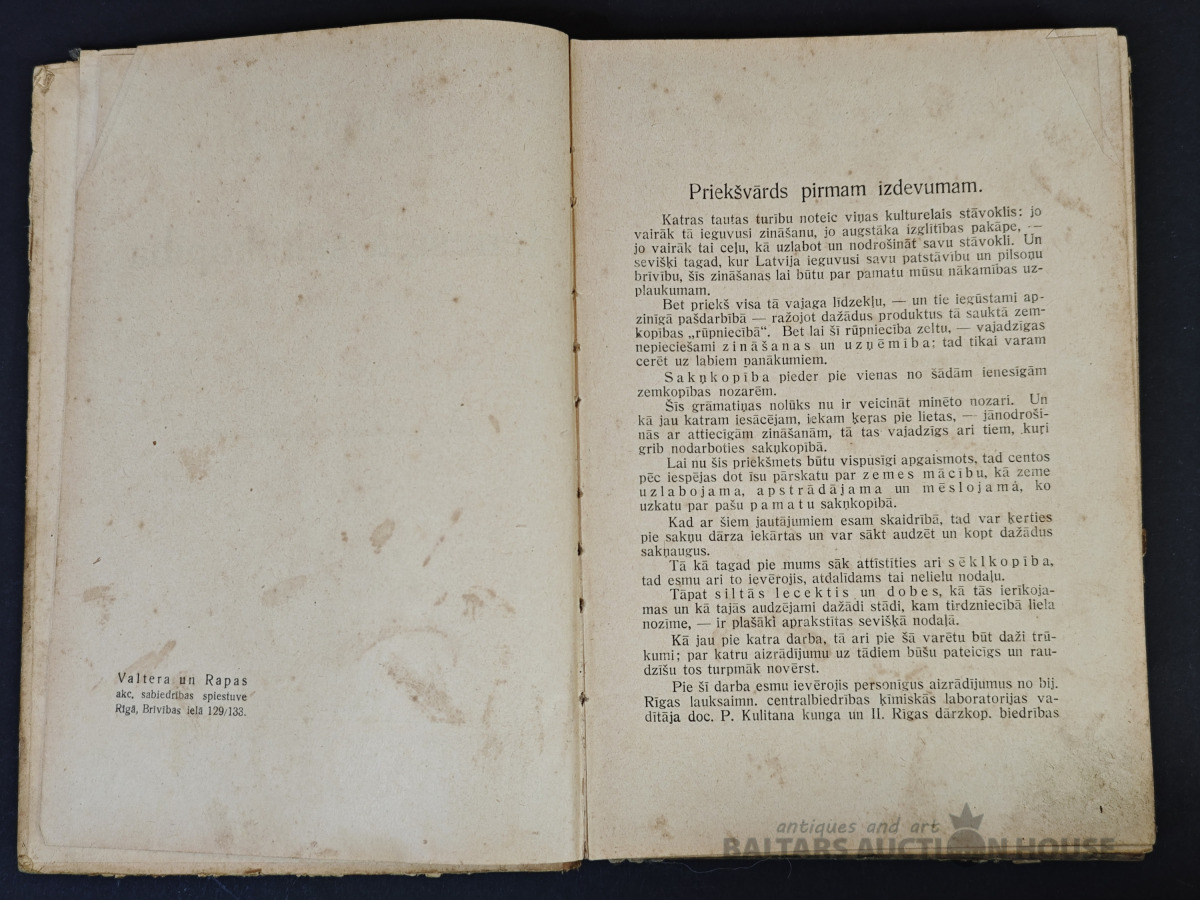 Valtera un Rapas
akc. sabiedrības spiestuve
Rīgā, Brīvības ielā 129/133.
Priekšvārds pirmam izdevumam.
Katras tautas turību noteic viņas kulturelais stāvoklis: jo
vairāk tā ieguvusi zināšanu, jo augstāka izglītības pakāpe, —
jo vairāk tai ceļu, kā uzlabot un nodrošināt savu stāvokli. Un
sevišķi tagad, kur Latvija ieguvusi savu patstāvību un pilsoņu
brīvību, šīs zināšanas lai būtu par pamatu mūsu nākamības uz-
plaukumam.
Bet priekš visa tā vajaga līdzekļu, — un tie iegūstami ap-
zinīgā pašdarbībā — ražojot dažādus produktus tā sauktā zem-
kopības „rūpniecībā“. Bet lai šī rūpniecība zeltu, — vajadzīgas
nepieciešami zināšanas un uzņēmība; tad tikai varam
cerēt uz labiem panākumiem.
Sakņkopība pieder pie vienas no šādām ienesīgām
zemkopības nozarēm.
Šīs grāmatiņas nolūks nu ir veicināt minēto nozari. Un
kā jau katram iesācējam, iekam ķeras pie lietas, — jānodroši-
nās ar attiecīgām zināšanām, tā tas vajadzīgs ari tiem, kuŗi
grib nodarboties sakņkopībā.
Lai nu šis priekšmets būtu vispusīgi apgaismots, tad centos
pēc iespējas dot īsu pārskatu par zemes mācību, kā zeme
uzlabojama, apstrādājama un mēslojama, ko
uzkatu par pašu pamatu sakņkopībā.
Kad ar šiem jautājumiem esam skaidrībā, tad var ķerties
pie sakņu dārza iekārtas un var sākt audzēt un kopt dažādus
sakņaugus.
Tā kā tagad pie mums sāk attīstīties ari sēklkopība,
tad esmu ari to ievērojis, atdalīdams tai nelielu nodaļu.
Tāpat siltās lecektis un dobes, kā tās ierīkoja-
mas un kā tajās audzējami dažādi stādi, kam tirdzniecībā liela
nozīme, — ir plašāki aprakstītas sevišķā nodaļā.
Kā jau pie katra darba, tā ari pie šā varētu būt daži trū-
kumi; par katru aizrādījumu uz tādiem būšu pateicīgs un rau-
dzīšu tos turpmāk novērst.
Pie šī darba esmu ievērojis personīgus aizrādījumus no bij.
Rīgas lauksaimn. centralbiedrības ķīmiskās laboratorijas va-
dītāja doc. P. Kulitana kunga un II. Rīgas dārzkop. biedrības
antiques and art
BALTARS AUCTION HOUSE